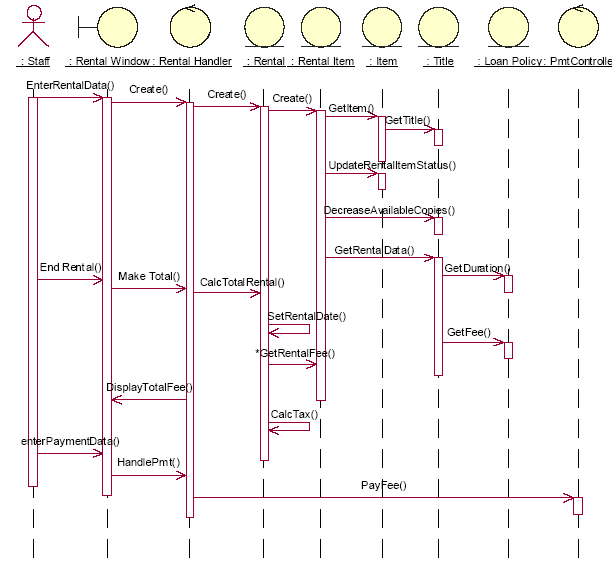 : Staff : Rental Window : Rental Handler : Rental : Rental Item : Item : Title : Loan Policy : PmtControlle
EnterRentalData()
Create()
Create()
Create()
GetItem()
GetTitle()
UpdateRentalItemStatus()
DecreaseAvailableCopies()
GetRentalData()
End Rental()
GetDuration()
Make Total()
CalcTotalRental()
SetRentalDate()
GetFee()
*GetRentalFee()
DisplayTotalFee()
CalcTax()
enterPaymentData()
HandlePmt()
PayFee()